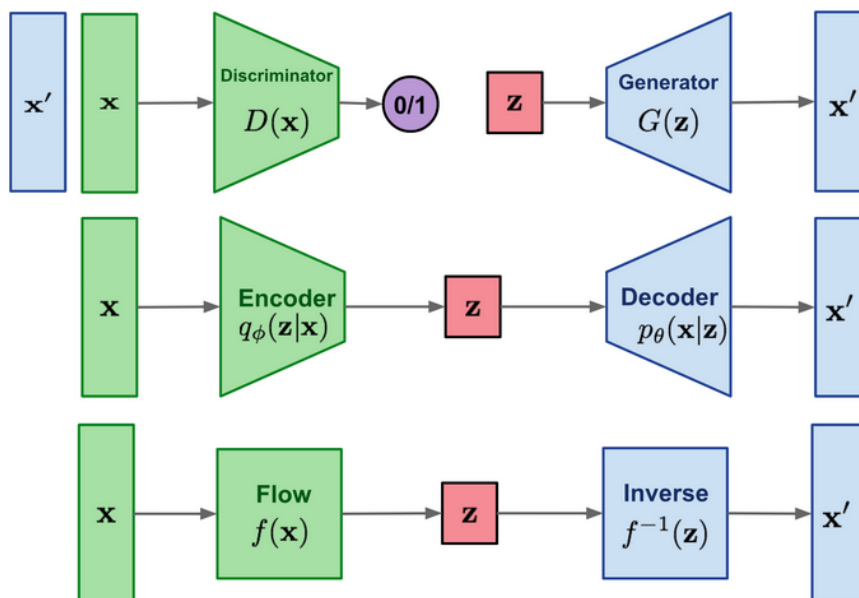 x′
x
Discriminator
D(x)
0/1
z
Generator
G(z)
x′
x
Encoder
qϕ(z|x)
z
Decoder
pθ(x|z)
x′
x
Flow
f(x)
z
Inverse
f⁻¹(z)
x′